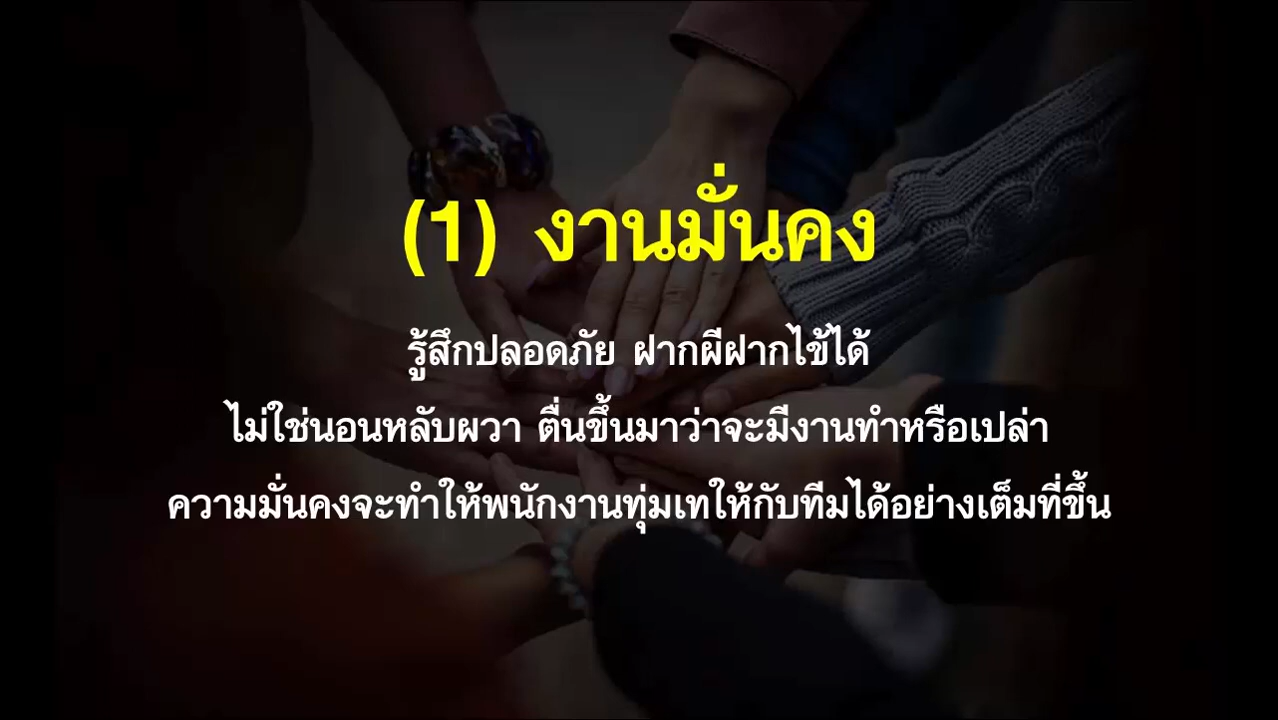 (1) งานมั่นคง
รู้สึกปลอดภัย ฝากผีฝากไข้ได้
ไม่ใช่นอนหลับผวา ตื่นขึ้นมาว่าจะมีงานทำหรือเปล่า
ความมั่นคงจะทำให้พนักงานทุ่มเทให้กับทีมได้อย่างเต็มที่ขึ้น